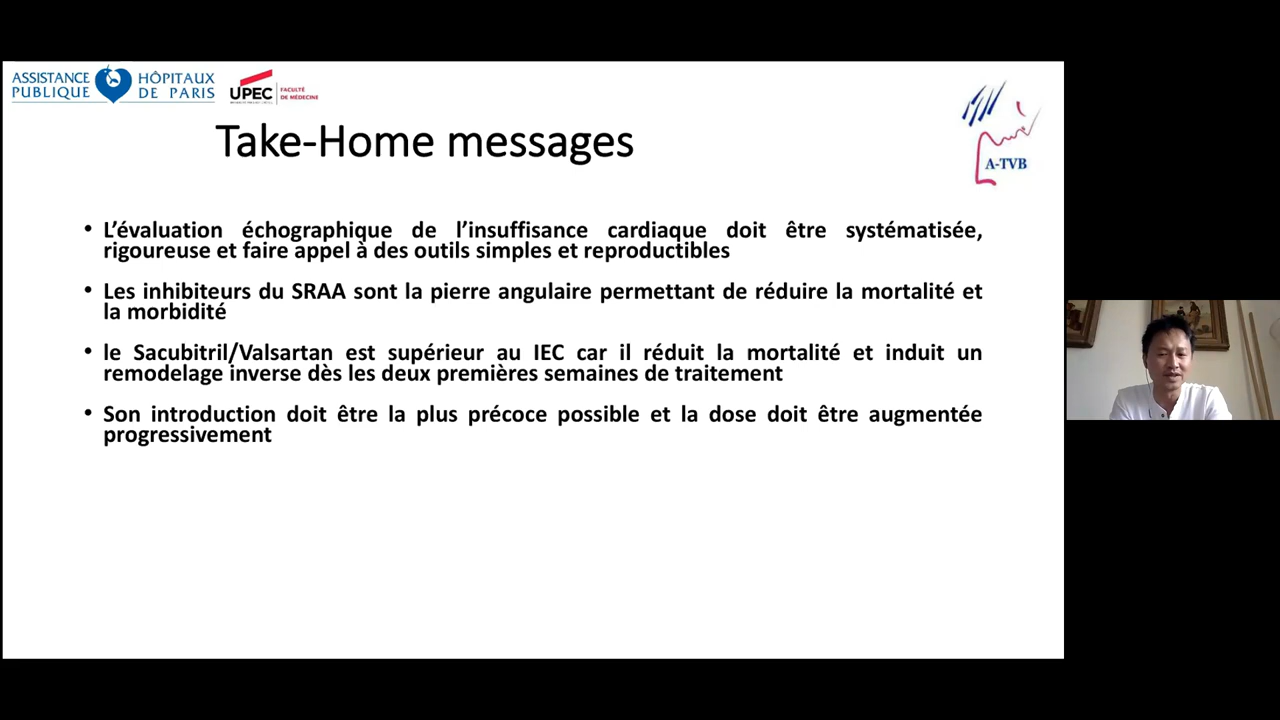 ASSISTANCE PUBLIQUE
HÔPITAUX DE PARIS
UPEC
FACULTÉ DE MÉDECINE
A-TVB
Take-Home messages
• L’évaluation échographique de l’insuffisance cardiaque doit être systématisée,
rigoureuse et faire appel à des outils simples et reproductibles
• Les inhibiteurs du SRAA sont la pierre angulaire permettant de réduire la mortalité et
la morbidité
• le Sacubitril/Valsartan est supérieur au IEC car il réduit la mortalité et induit un
remodelage inverse dès les deux premières semaines de traitement
• Son introduction doit être la plus précoce possible et la dose doit être augmentée
progressivement